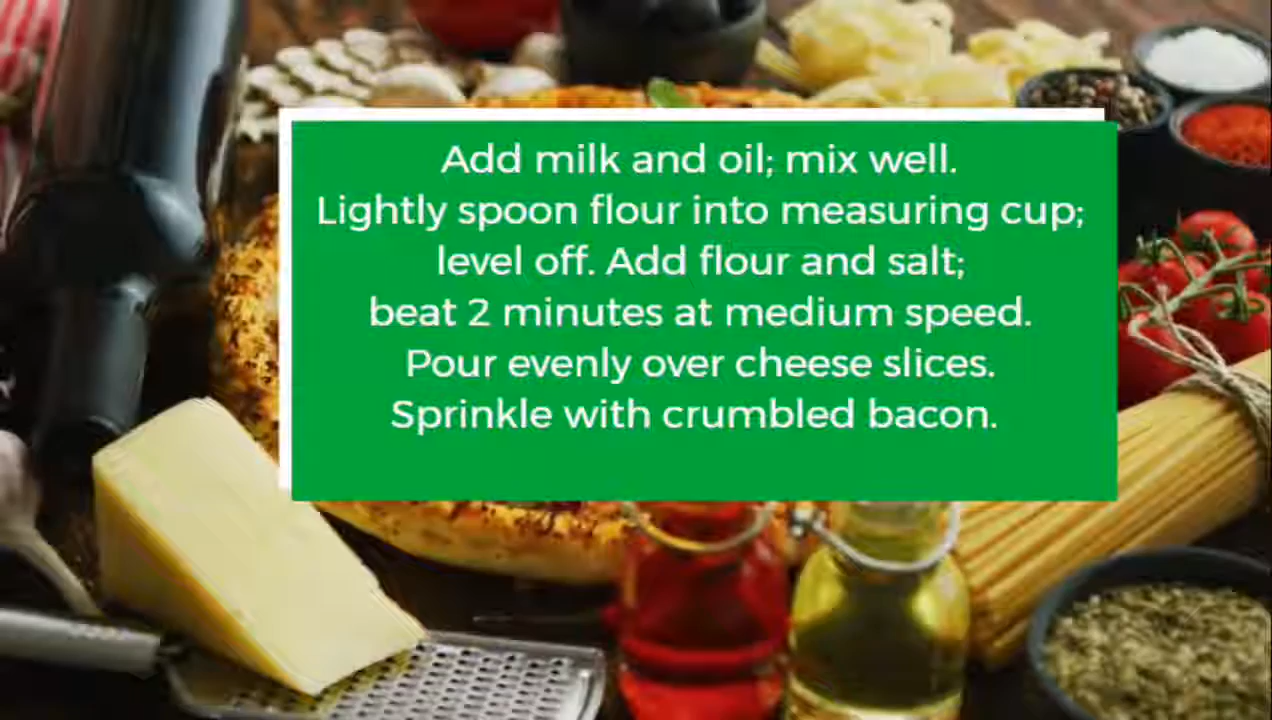 Add milk and oil; mix well.
Lightly spoon flour into measuring cup;
level off. Add flour and salt;
beat 2 minutes at medium speed.
Pour evenly over cheese slices.
Sprinkle with crumbled bacon.